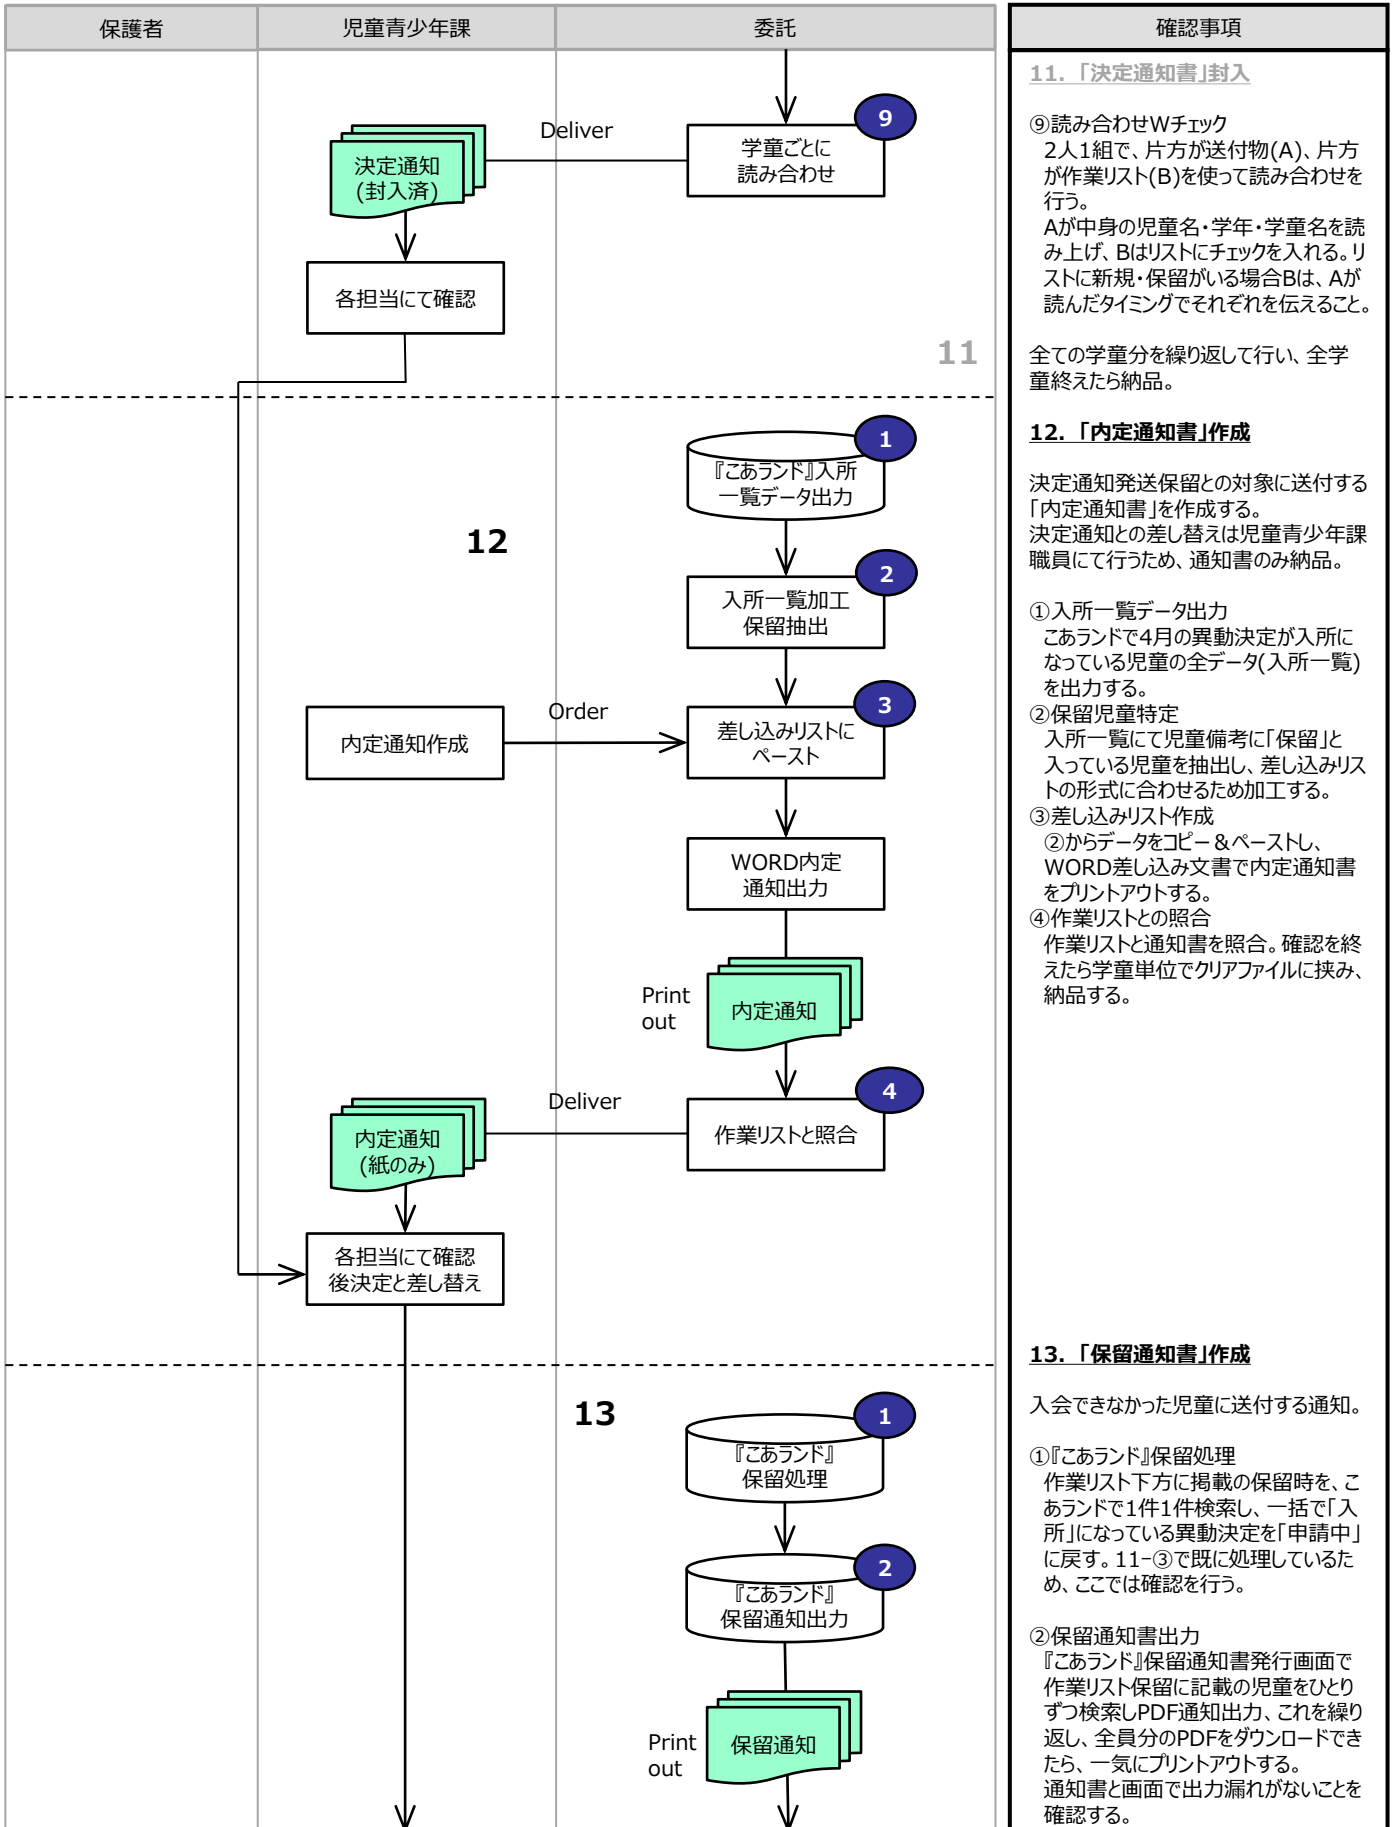 保護者
児童青少年課
委託
確認事項
9
学童ごとに
読み合わせ
Deliver
決定通知
(封入済)
各担当にて確認
11
1
『こあランド』入所
一覧データ出力
12
2
入所一覧加工
保留抽出
3
差し込みリストに
ペースト
Order
内定通知作成
WORD内定
通知出力
Print
out
内定通知
4
作業リストと照合
Deliver
内定通知
(紙のみ)
各担当にて確認
後決定と差し替え
13
1
『こあランド』
保留処理
2
『こあランド』
保留通知出力
Print
out
保留通知
11. 「決定通知書」封入
⑨読み合わせWチェック
2人1組で、片方が送付物(A)、片方
が作業リスト(B)を使って読み合わせを
行う。
Aが中身の児童名・学年・学童名を読
み上げ、Bはリストにチェックを入れる。リ
ストに新規・保留がいる場合Bは、Aが
読んだタイミングでそれぞれを伝えること。
全ての学童分を繰り返して行い、全学
童終えたら納品。
12. 「内定通知書」作成
決定通知発送保留との対象に送付する
「内定通知書」を作成する。
決定通知との差し替えは児童青少年課
職員にて行うため、通知書のみ納品。
①入所一覧データ出力
こあランドで4月の異動決定が入所に
なっている児童の全データ(入所一覧)
を出力する。
②保留児童特定
入所一覧にて児童備考に「保留」と
入っている児童を抽出し、差し込みリス
トの形式に合わせるため加工する。
③差し込みリスト作成
②からデータをコピー＆ペーストし、
WORD差し込み文書で内定通知書
をプリントアウトする。
④作業リストとの照合
作業リストと通知書を照合。確認を終
えたら学童単位でクリアファイルに挟み、
納品する。
13. 「保留通知書」作成
入会できなかった児童に送付する通知。
①『こあランド』保留処理
作業リスト下方に掲載の保留時を、こ
あランドで1件1件検索し、一括で「入
所」になっている異動決定を「申請中」
に戻す。11-③で既に処理しているた
め、ここでは確認を行う。
②保留通知書出力
『こあランド』保留通知書発行画面で
作業リスト保留に記載の児童をひとり
ずつ検索しPDF通知出力、これを繰り
返し、全員分のPDFをダウンロードでき
たら、一気にプリントアウトする。
通知書と画面で出力漏れがないことを
確認する。